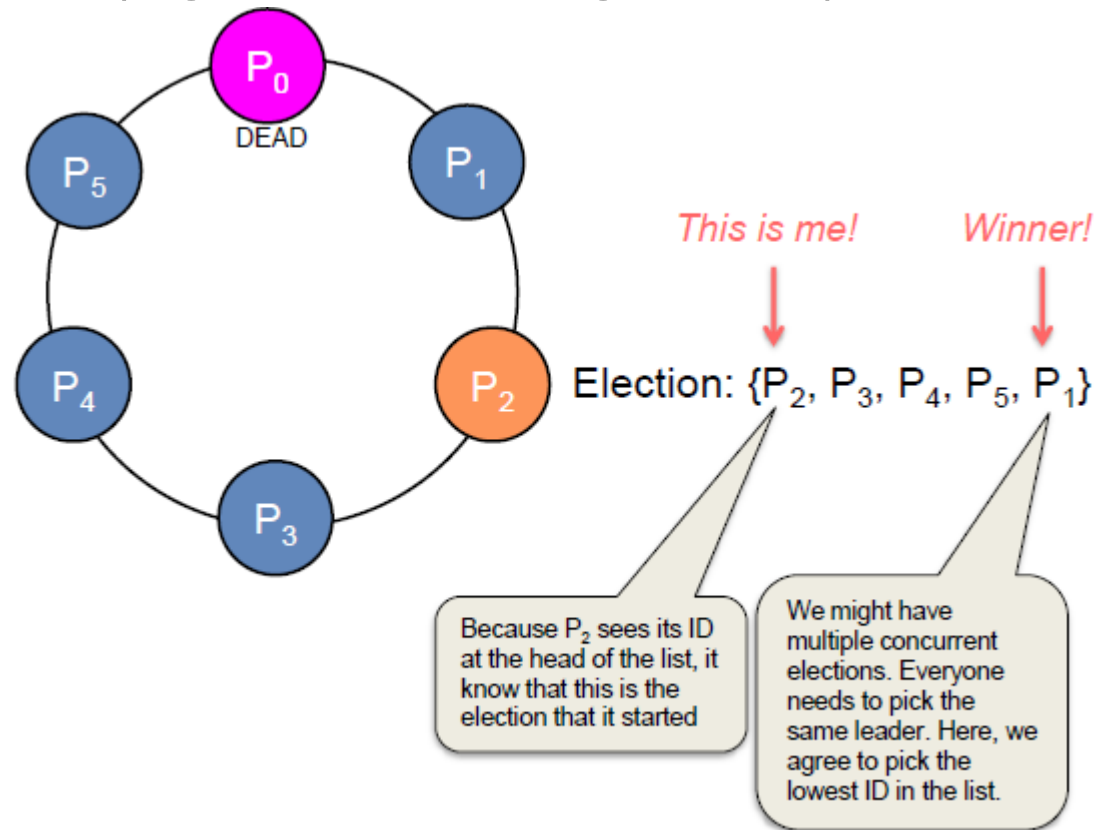 P0
DEAD
P5
P1
This is me!
Winner!
P4
P2
Election: {P2, P3, P4, P5, P1}
P3
Because P2 sees its ID
at the head of the list, it
know that this is the
election that it started
We might have
multiple concurrent
elections. Everyone
needs to pick the
same leader. Here, we
agree to pick the
lowest ID in the list.